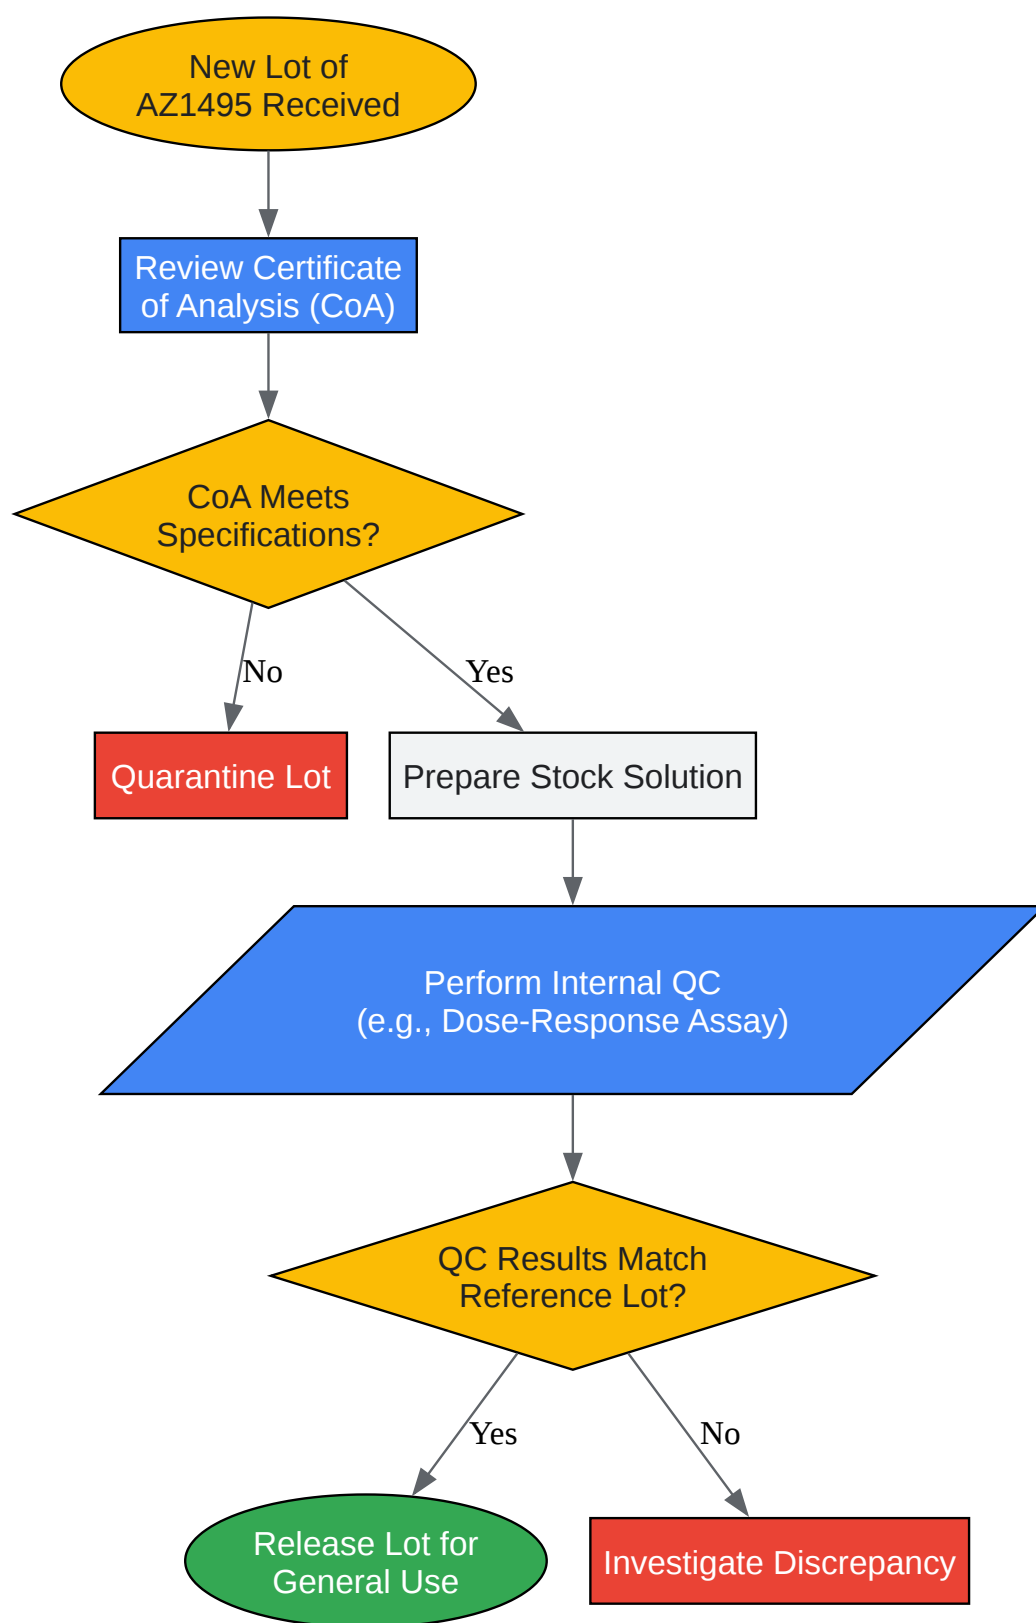 New Lot of
AZ1495 Received
Review Certificate
of Analysis (CoA)
CoA Meets
Specifications?
No
Yes
Quarantine Lot
Prepare Stock Solution
Perform Internal QC
(e.g., Dose-Response Assay)
QC Results Match
Reference Lot?
Yes
No
Release Lot for
General Use
Investigate Discrepancy